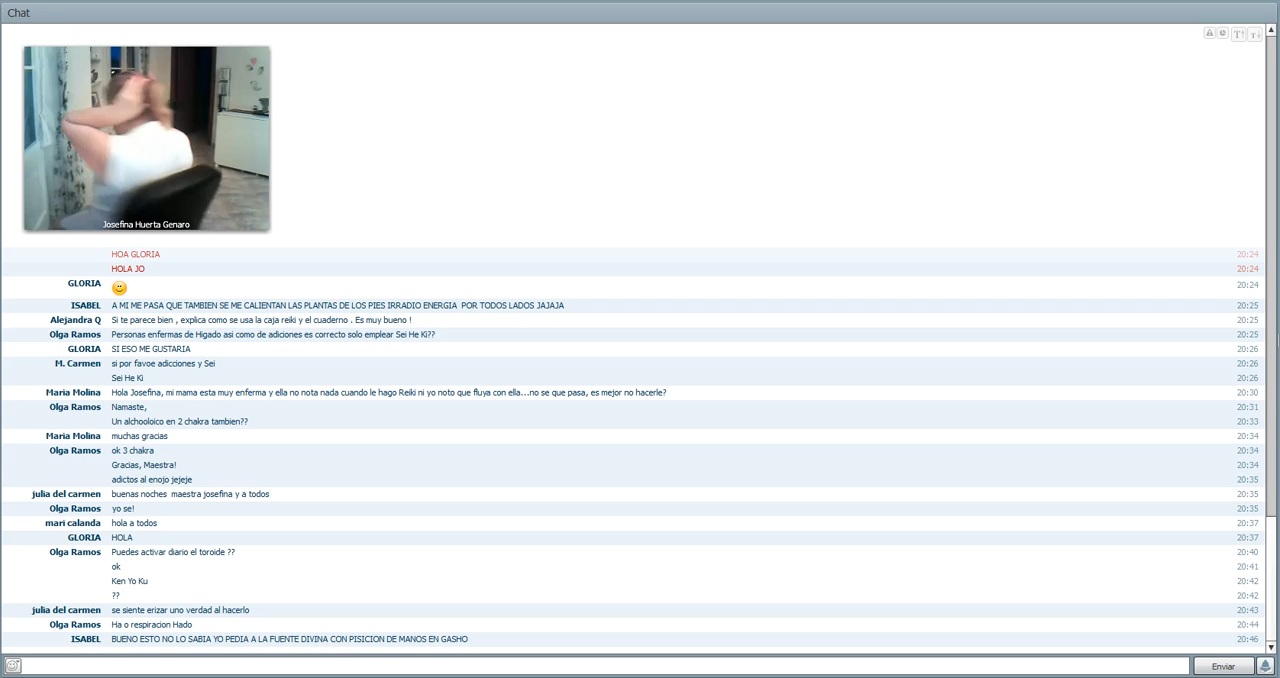 Chat
Josefina Huerta Genaro
HOA GLORIA 20:24
HOLA JO 20:24
GLORIA 20:24
ISABEL A MI ME PASA QUE TAMBIEN SE ME CALIENTAN LAS PLANTAS DE LOS PIES IRRADIO ENERGIA POR TODOS LADOS JAJAJA 20:25
Alejandra Q Si te parece bien , explica como se usa la caja reiki y el cuaderno . Es muy bueno ! 20:25
Olga Ramos Personas enfermas de Higado asi como de adiciones es correcto solo emplear Sei He Ki?? 20:25
GLORIA SI ESO ME GUSTARIA 20:26
M. Carmen si por favoe adicciones y Sei 20:26
Sei He Ki 20:26
Maria Molina Hola Josefina, mi mama esta muy enferma y ella no nota nada cuando le hago Reiki ni yo noto que fluya con ella...no se que pasa, es mejor no hacerle? 20:30
Olga Ramos Namaste, 20:31
Un alchooloico en 2 chakra tambien?? 20:33
Maria Molina muchas gracias 20:34
Olga Ramos ok 3 chakra 20:34
Gracias, Maestra! 20:34
adictos al enojo jejeje 20:35
julia del carmen buenas noches maestra josefina y a todos 20:35
Olga Ramos yo se! 20:35
mari calanda hola a todos 20:37
GLORIA HOLA 20:37
Olga Ramos Puedes activar diario el toroide ?? 20:40
ok 20:41
Ken Yo Ku 20:42
?? 20:42
julia del carmen se siente erizar uno verdad al hacerlo 20:43
Olga Ramos Ha o respiracion Hado 20:44
ISABEL BUENO ESTO NO LO SABIA YO PEDIA A LA FUENTE DIVINA CON PISICION DE MANOS EN GASHO 20:46
Enviar